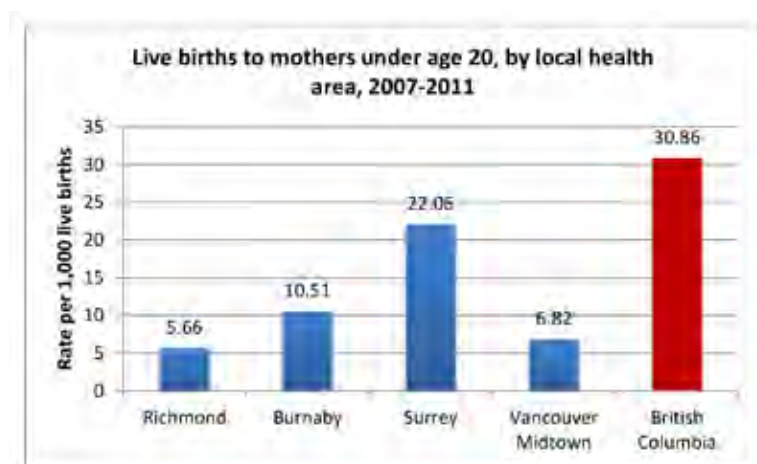 Live births to mothers under age 20, by local health
area, 2007-2011
Rate per 1,000 live births
35
30
25
20
15
10
5
0
5.66
10.51
22.06
6.82
30.86
Richmond
Burnaby
Surrey
Vancouver
Midtown
British
Columbia